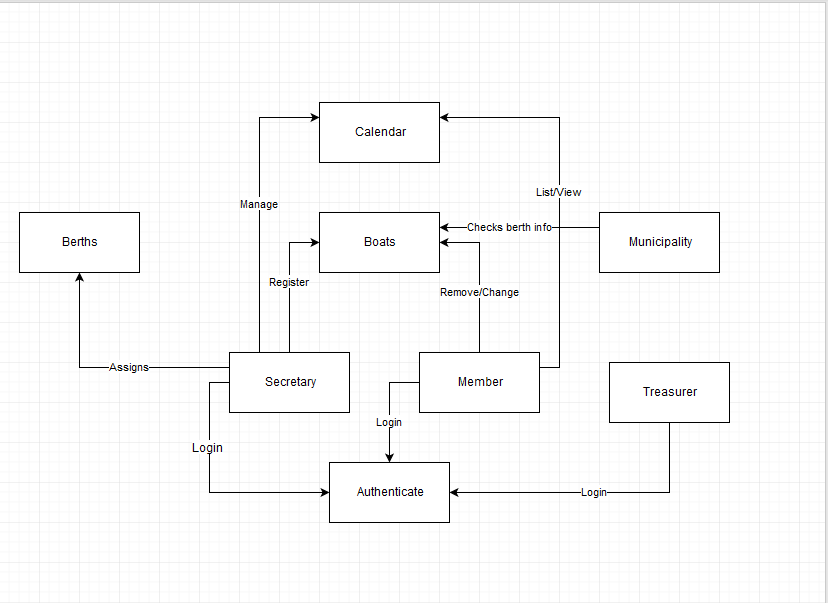 Calendar
List/View
Manage
Checks berth info
Berths
Boats
Municipality
Register
Remove/Change
Assigns
Secretary
Member
Treasurer
Login
Login
Authenticate
Login